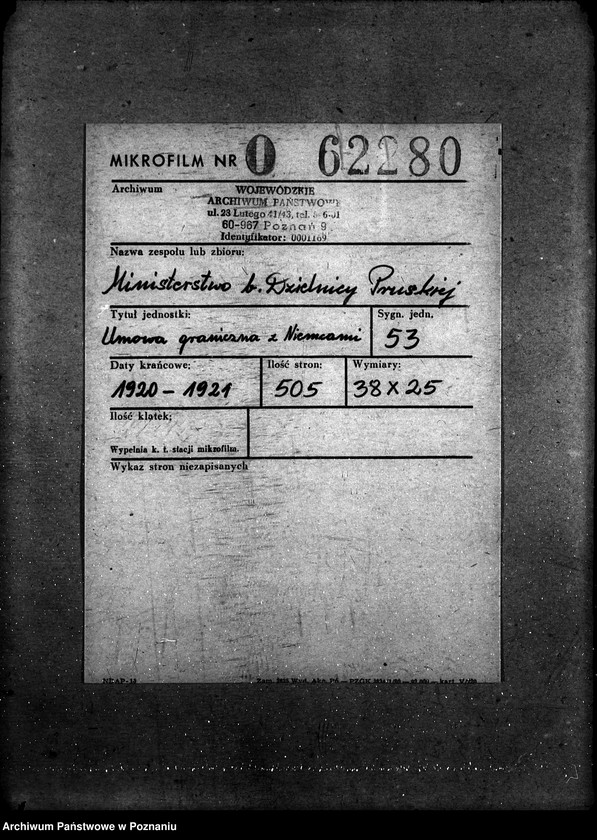 MIKROFILM NR 0 62280
Archiwum
WOJEWÓDZKIE
ARCHIWUM PAŃSTWOWE
ul. 23 Lutego 41/43, tel.
60-967 Poznań 9
Identyfikator: 0001169
Nazwa zespołu lub zbioru:
Ministerstwo b. Dzielnicy Pruskiej
Tytuł jednostki:
Sygn. jedn.
Umowa graniczna z Niemcami
53
Daty krańcowe:
Ilość stron:
Wymiary:
1920 – 1921
505
38 x 25
Ilość klatek:
Wypełnia k. t. stacji mikrofilm.
Wykaz stron niezapisanych
Archiwum Państwowe w Poznaniu